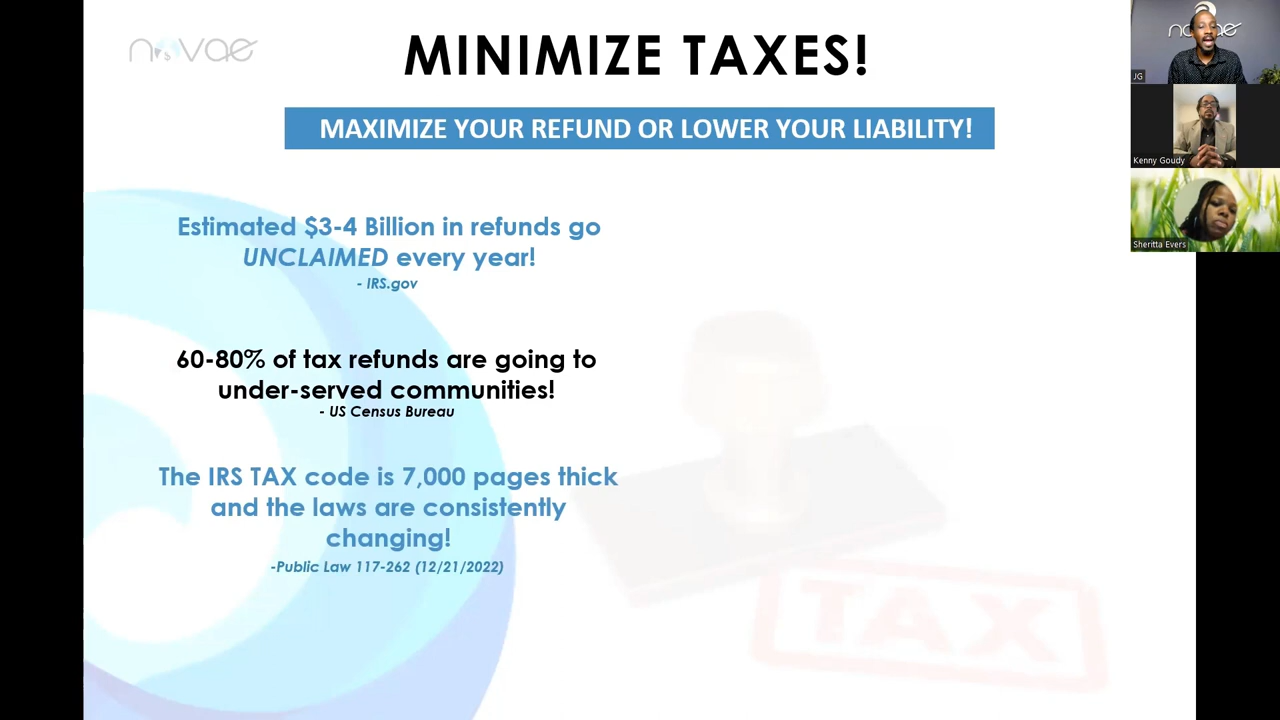 novae
MINIMIZE TAXES!
MAXIMIZE YOUR REFUND OR LOWER YOUR LIABILITY!
Estimated $3-4 Billion in refunds go
UNCLAIMED every year!
- IRS.gov
60-80% of tax refunds are going to
under-served communities!
- US Census Bureau
The IRS TAX code is 7,000 pages thick
and the laws are consistently
changing!
-Public Law 117-262 (12/21/2022)
TAX
novae
JG
Kenny Goudy
Sheritta Evers